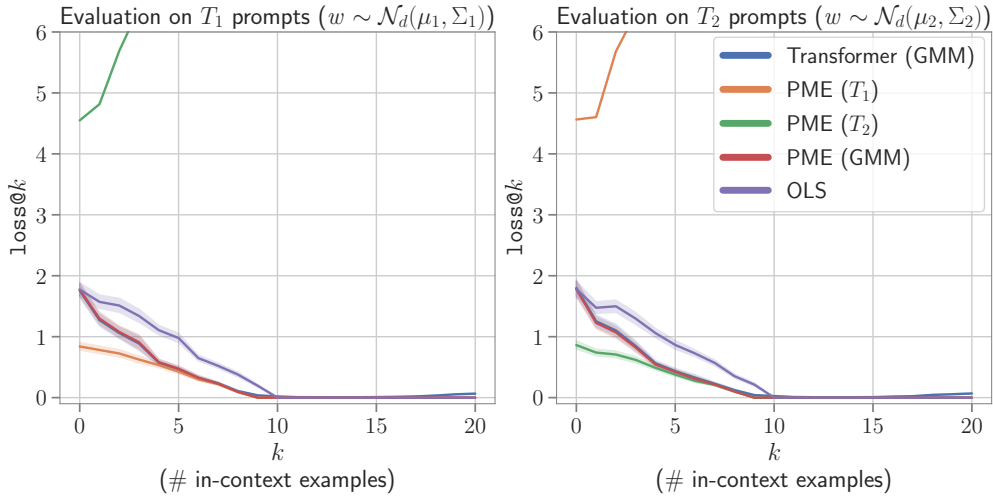 Evaluation on T₁ prompts (w ∼ 𝒩_d(μ₁, Σ₁))
6
5
4
3
2
1
0
loss@k
0 5 10 15 20
k
(# in-context examples)
Evaluation on T₂ prompts (w ∼ 𝒩_d(μ₂, Σ₂))
Transformer (GMM)
PME (T₁)
PME (T₂)
PME (GMM)
OLS
6
5
4
3
2
1
0
loss@k
0 5 10 15 20
k
(# in-context examples)